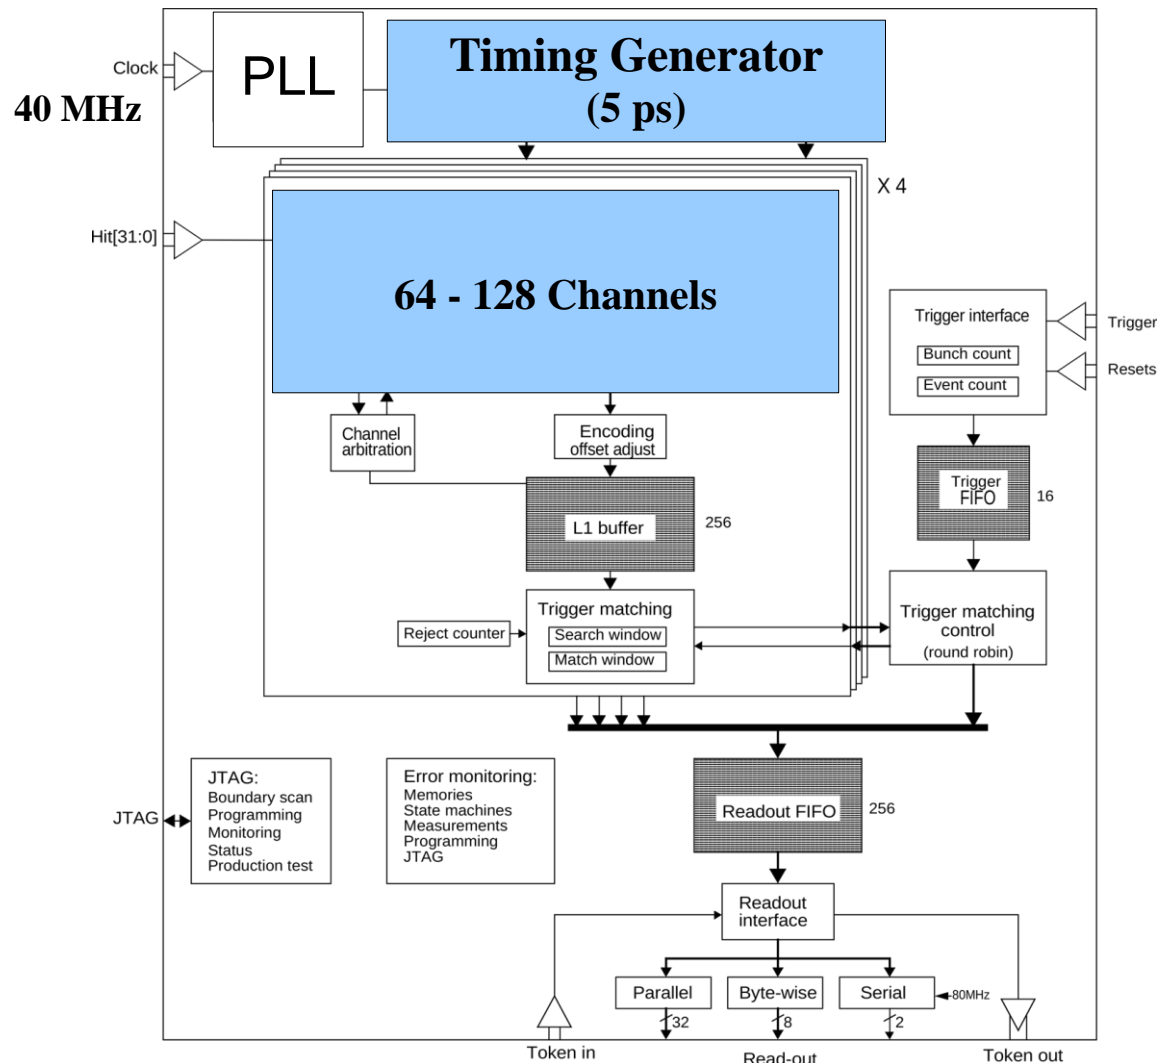 Clock
40 MHz
PLL
Timing Generator
(5 ps)
X 4
Hit[31:0]
64 - 128 Channels
Trigger interface
Bunch count
Event count
Trigger
Resets
Channel
arbitration
Encoding
offset adjust
Trigger
FIFO
16
L1 buffer
256
Trigger matching
Search window
Match window
Reject counter
Trigger matching
control
(round robin)
JTAG
JTAG:
Boundary scan
Programming
Monitoring
Status
Production test
Error monitoring:
Memories
State machines
Measurements
Programming
JTAG
Readout FIFO
256
Readout
interface
Parallel
Byte-wise
Serial
80MHz
32
8
2
Token in
Read-out
Token out